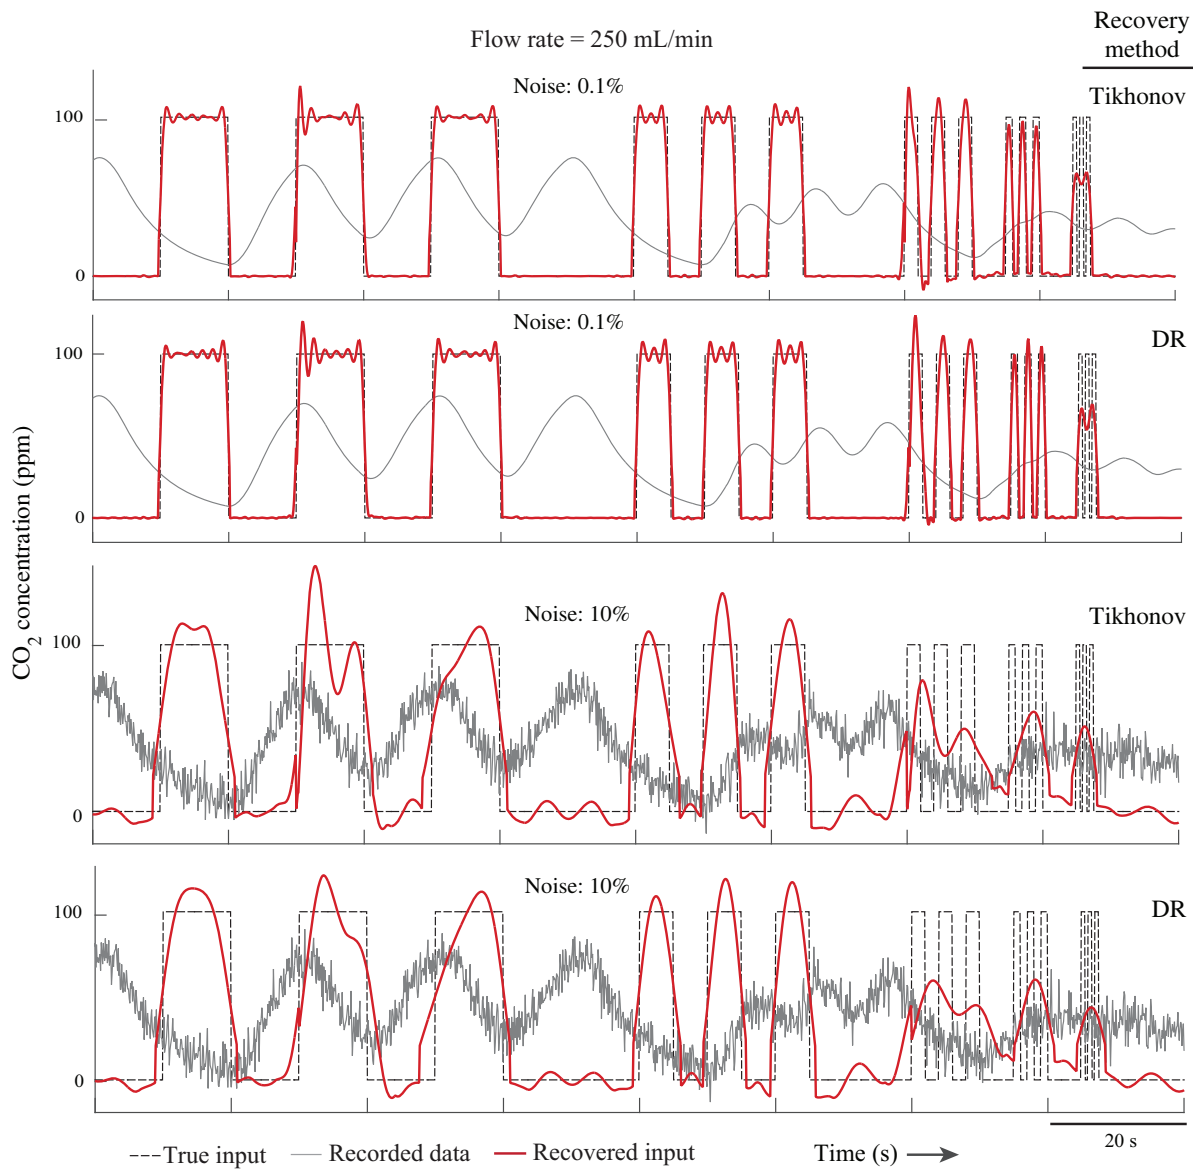 Flow rate = 250 mL/min
Recovery
method
Noise: 0.1%
Tikhonov
100
0
Noise: 0.1%
DR
100
0
CO2 concentration (ppm)
Noise: 10%
Tikhonov
100
0
Noise: 10%
DR
100
0
20 s
True input
Recorded data
Recovered input
Time (s)